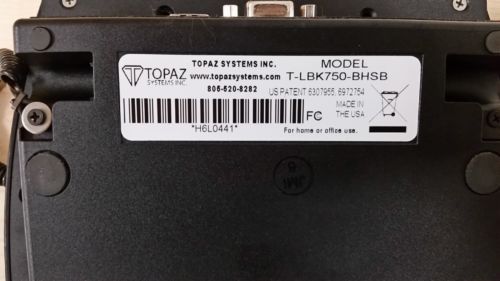 TOPAZ SYSTEMS INC.
TOPAZ
SYSTEMS INC.
www.topazsystems.com
805-520-8282
MODEL
T-LBK750-BHSB
US PATENT 6307955, 6972754
MADE IN
THE USA
FC
*H6L0441*
For home or office use.